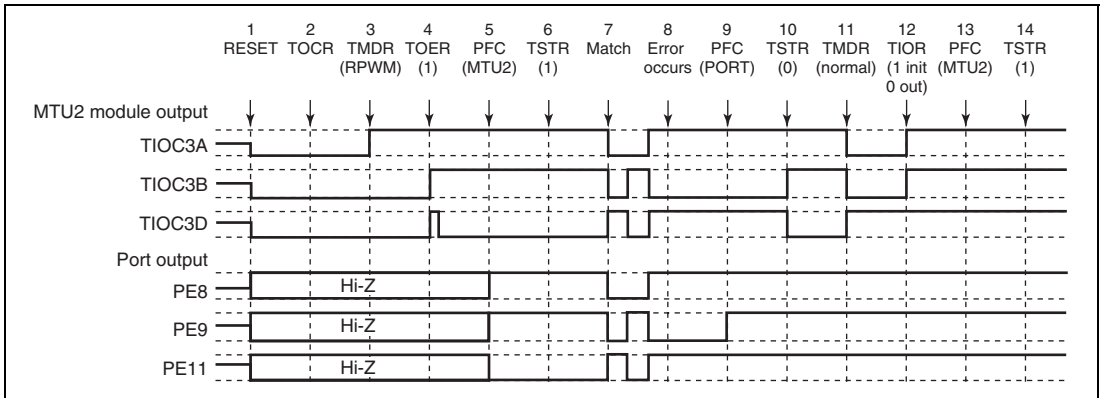 1 2 3 4 5 6 7 8 9 10 11 12 13 14
RESET TOCR TMDR TOER PFC TSTR Match Error PFC TSTR TMDR TIOR PFC TSTR
(RPWM) (1) (MTU2) (1) occurs (PORT) (0) (normal) (1 init (MTU2) (1)
0 out)
MTU2 module output
TIOC3A
TIOC3B
TIOC3D
Port output
PE8 Hi-Z
PE9 Hi-Z
PE11 Hi-Z